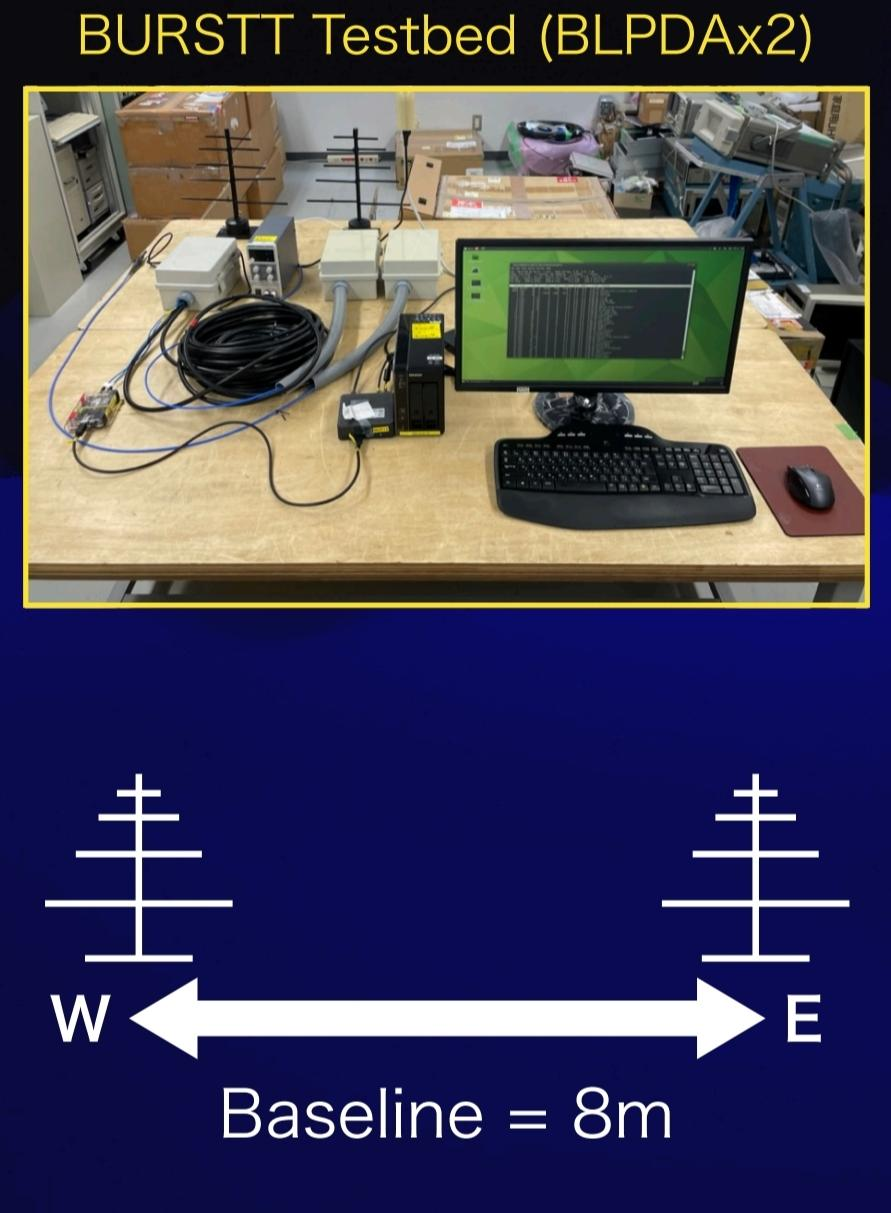 BURSTT Testbed (BLPDAx2)
W
E
Baseline = 8m